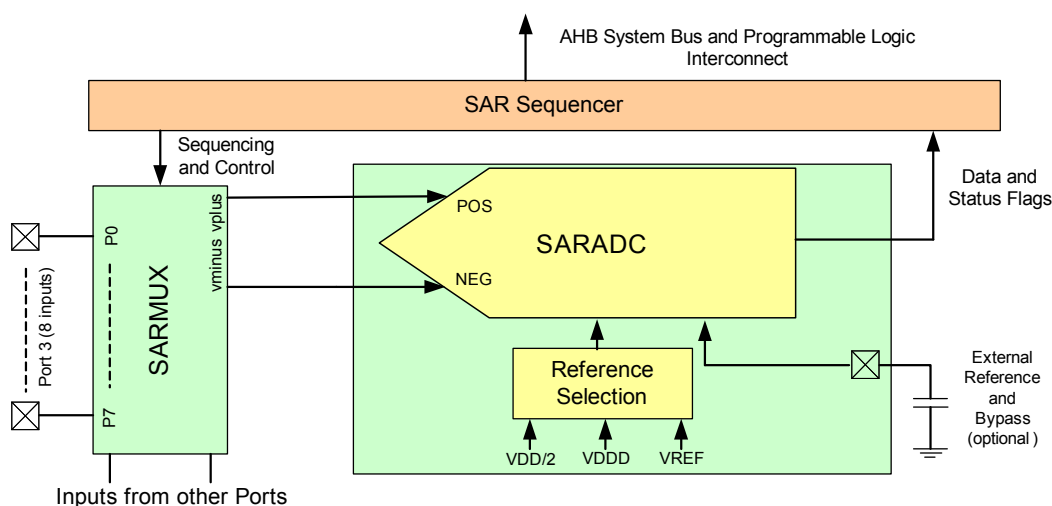 AHB System Bus and Programmable Logic
Interconnect
SAR Sequencer
Sequencing
and Control
Data and
Status Flags
vminus vplus
P0
POS
SARADC
NEG
SARMUX
Port 3 (8 inputs)
P7
Reference
Selection
External
Reference
and
Bypass
(optional )
VDD/2
VDDD
VREF
Inputs from other Ports